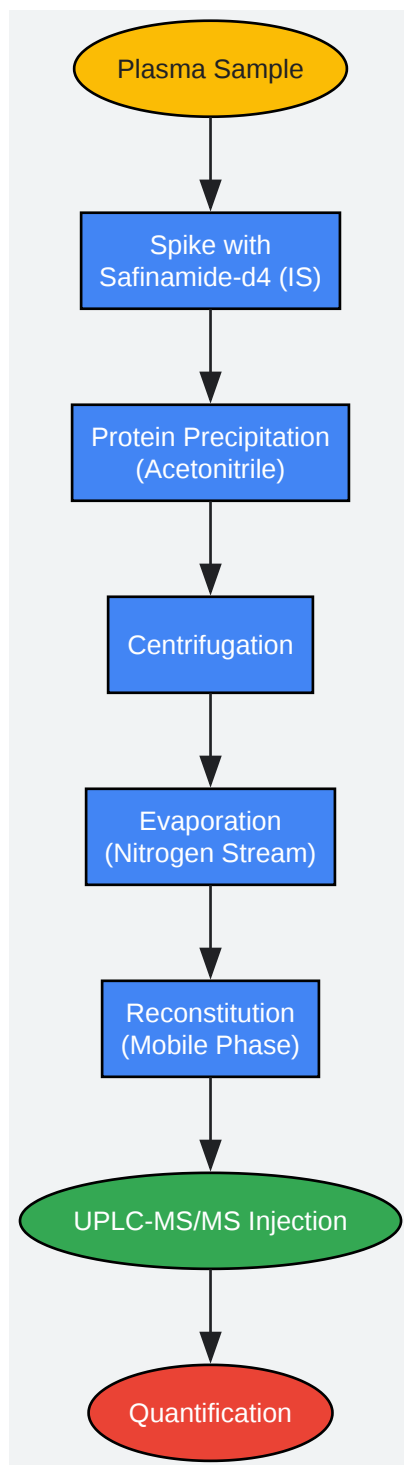 Plasma Sample
Spike with
Safinamide-d4 (IS)
Protein Precipitation
(Acetonitrile)
Centrifugation
Evaporation
(Nitrogen Stream)
Reconstitution
(Mobile Phase)
UPLC-MS/MS Injection
Quantification